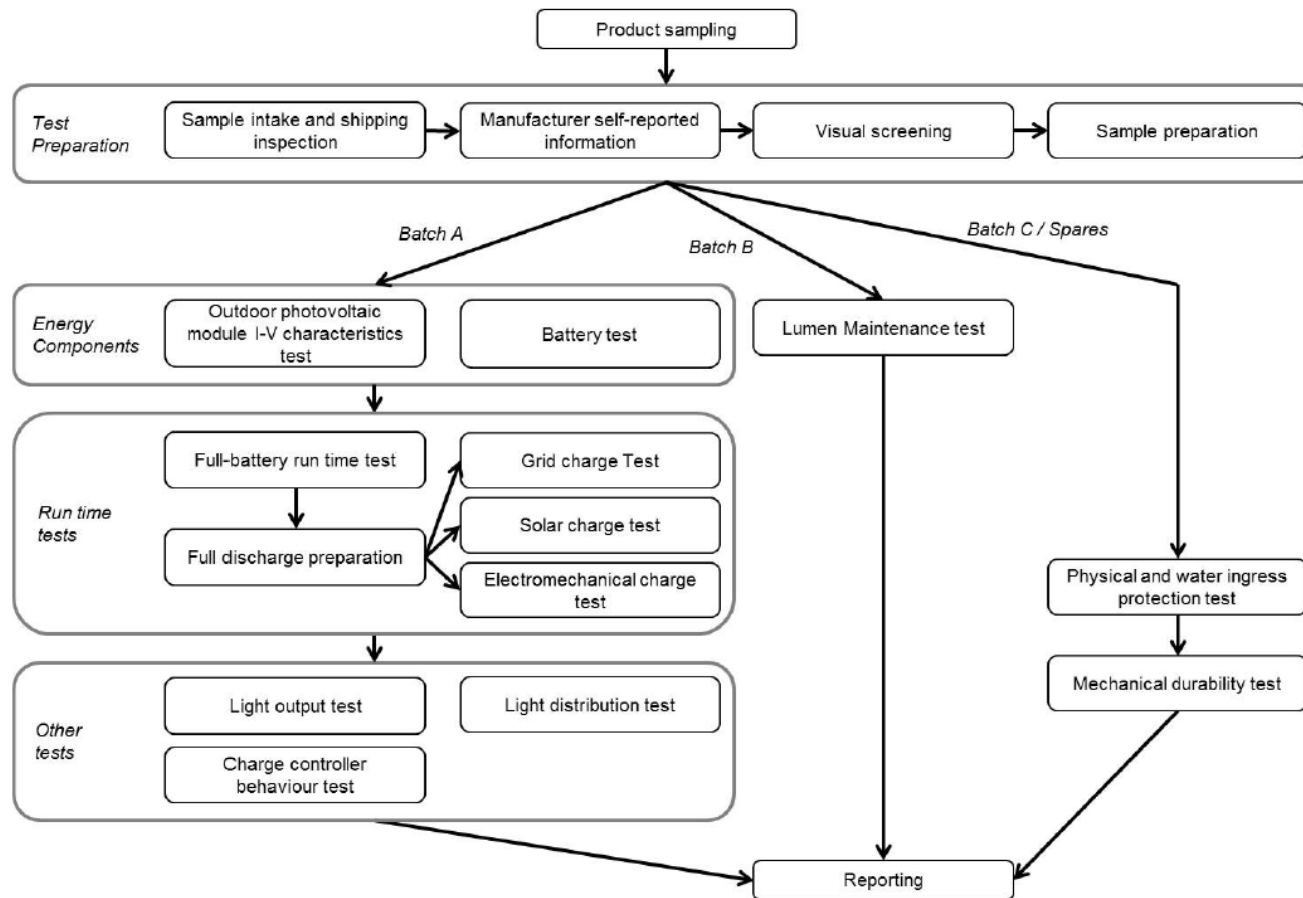 Product sampling
Test
Preparation
Sample intake and shipping
inspection
Manufacturer self-reported
information
Visual screening
Sample preparation
Batch A
Batch B
Batch C / Spares
Energy
Components
Outdoor photovoltaic
module I-V characteristics
test
Battery test
Lumen Maintenance test
Run time
tests
Full-battery run time test
Full discharge preparation
Grid charge Test
Solar charge test
Electromechanical charge
test
Physical and water ingress
protection test
Mechanical durability test
Other
tests
Light output test
Light distribution test
Charge controller
behaviour test
Reporting